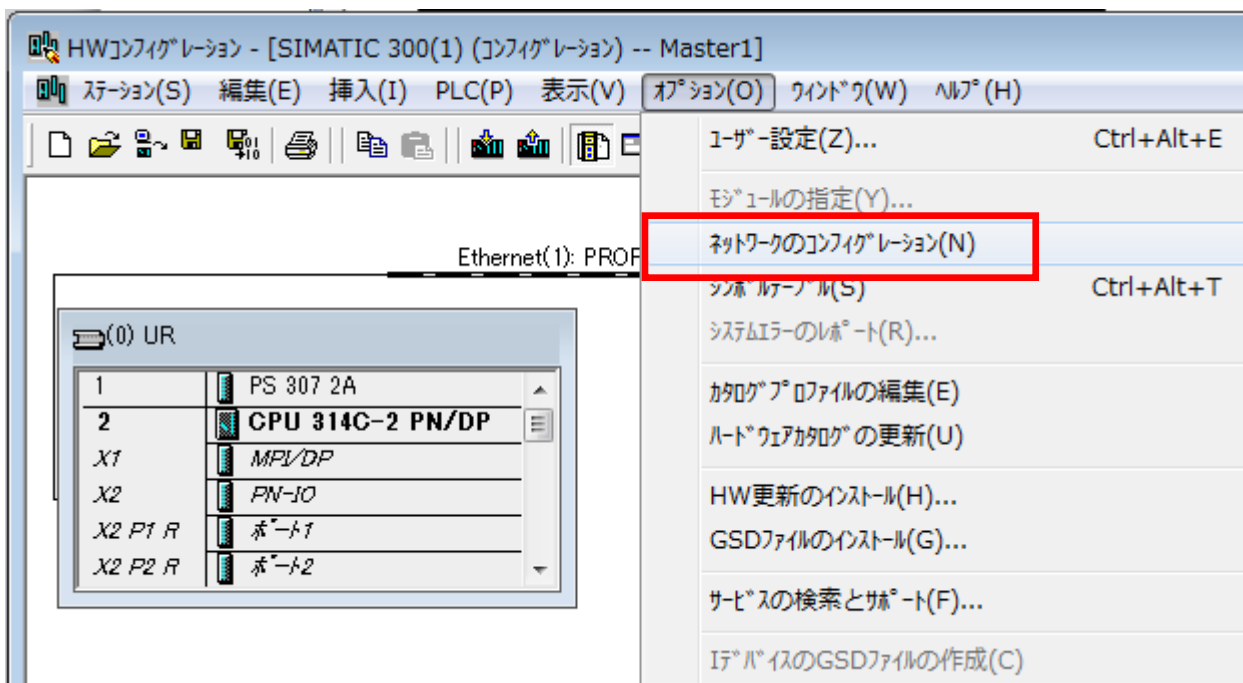 HWｺﾝﾌｨｸﾞﾚｰｼｮﾝ - [SIMATIC 300(1) (ｺﾝﾌｨｸﾞﾚｰｼｮﾝ) -- Master1]
ｽﾃｰｼｮﾝ(S) 編集(E) 挿入(I) PLC(P) 表示(V) ｵﾌﾟｼｮﾝ(O) ｳｨﾝﾄﾞｳ(W) ﾍﾙﾌﾟ(H)
ﾕｰｻﾞｰ設定(Z)... Ctrl+Alt+E
ﾓｼﾞｭｰﾙの指定(Y)...
ﾈｯﾄﾜｰｸのｺﾝﾌｨｸﾞﾚｰｼｮﾝ(N)
ｼﾝﾎﾞﾙﾃｰﾌﾞﾙ(S) Ctrl+Alt+T
ｼｽﾃﾑｴﾗｰのﾚﾎﾟｰﾄ(R)...
ｶﾀﾛｸﾞﾌﾟﾛﾌｧｲﾙの編集(E)
ﾊｰﾄﾞｳｪｱｶﾀﾛｸﾞの更新(U)
HW更新のｲﾝｽﾄｰﾙ(H)...
GSDﾌｧｲﾙのｲﾝｽﾄｰﾙ(G)...
ｻｰﾋﾞｽの検索とｻﾎﾟｰﾄ(F)...
IﾃﾞﾊﾞｲｽのGSDﾌｧｲﾙの作成(C)
Ethernet(1): PROF
(0) UR
1 PS 307 2A
2 CPU 314C-2 PN/DP
X1 MPI/DP
X2 PN-IO
X2 P1 R ﾎﾟｰﾄ1
X2 P2 R ﾎﾟｰﾄ2